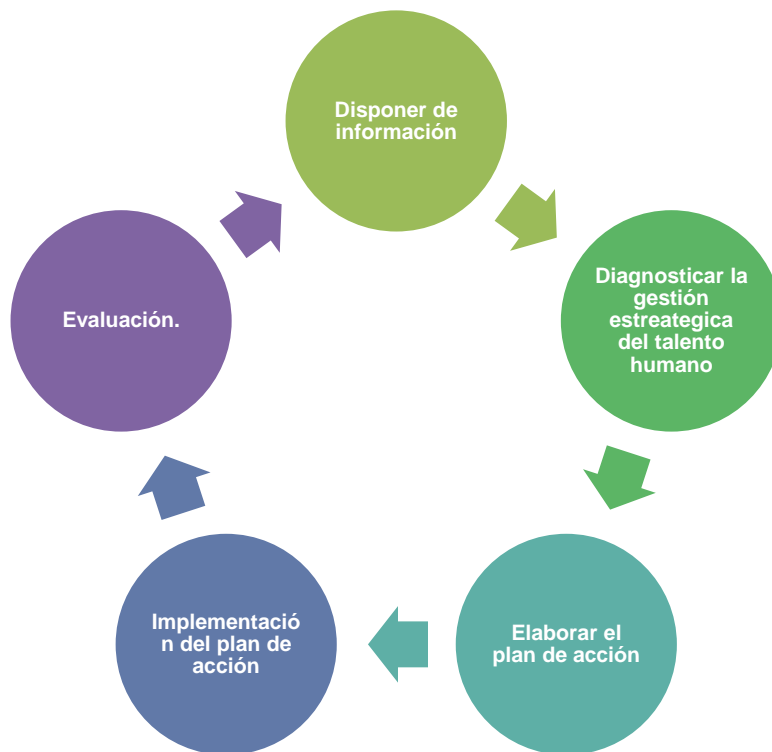 Disponer de
información
Diagnosticar la
gestión
estreategica
del talento
humano
Elaborar el
plan de acción
Implementació
n del plan de
acción
Evaluación.